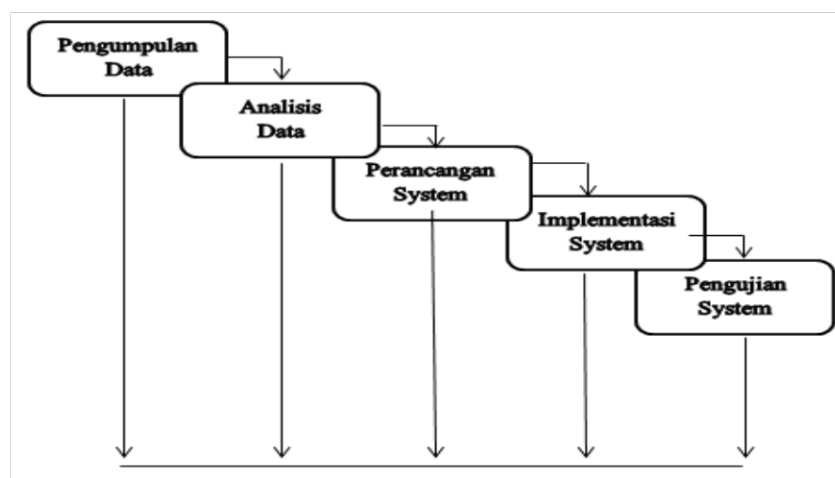 Pengumpulan
Data
Analisis
Data
Perancangan
System
Implementasi
System
Pengujian
System